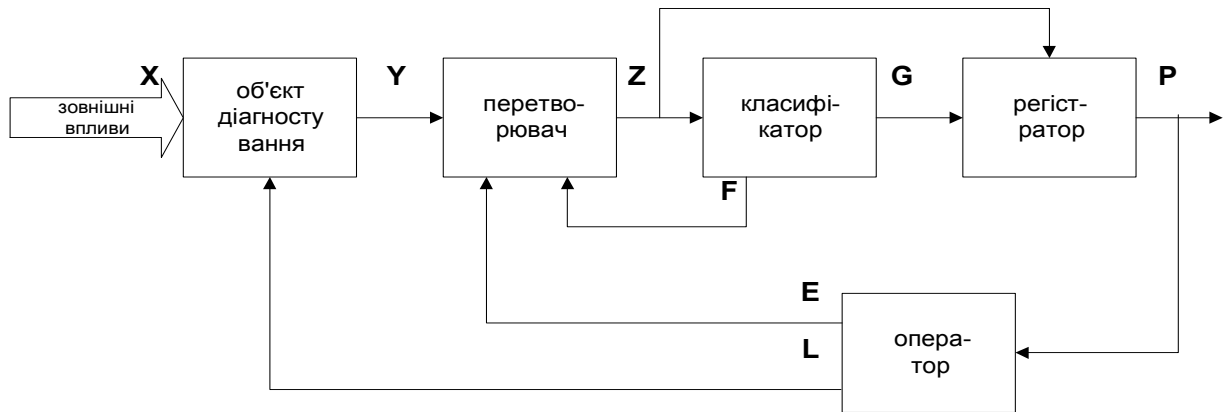 X
зовнішні
впливи
об'єкт
діагносту
вання
Y
перетво-
рювач
Z
класифі-
катор
G
регіст-
ратор
P
F
E
L
опера-
тор